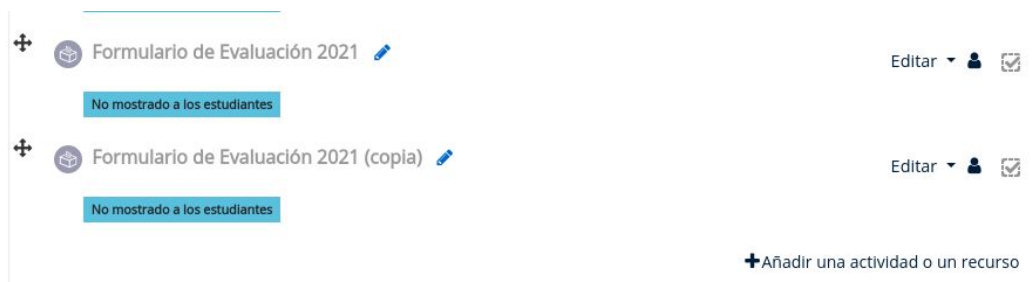 Formulario de Evaluación 2021
Editar
No mostrado a los estudiantes
Formulario de Evaluación 2021 (copia)
Editar
No mostrado a los estudiantes
Añadir una actividad o un recurso